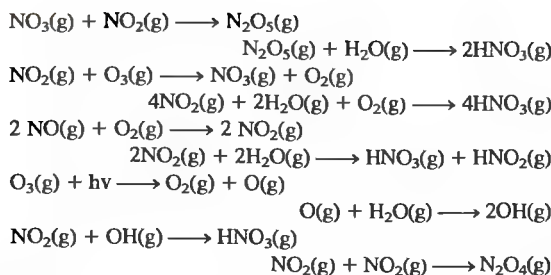 NO₃(g) + NO₂(g) ⟶ N₂O₅(g)
N₂O₅(g) + H₂O(g) ⟶ 2HNO₃(g)
NO₂(g) + O₃(g) ⟶ NO₃(g) + O₂(g)
4NO₂(g) + 2H₂O(g) + O₂(g) ⟶ 4HNO₃(g)
2 NO(g) + O₂(g) ⟶ 2 NO₂(g)
2NO₂(g) + 2H₂O(g) ⟶ HNO₃(g) + HNO₂(g)
O₃(g) + hv ⟶ O₂(g) + O(g)
O(g) + H₂O(g) ⟶ 2OH(g)
NO₂(g) + OH(g) ⟶ HNO₃(g)
NO₂(g) + NO₂(g) ⟶ N₂O₄(g)